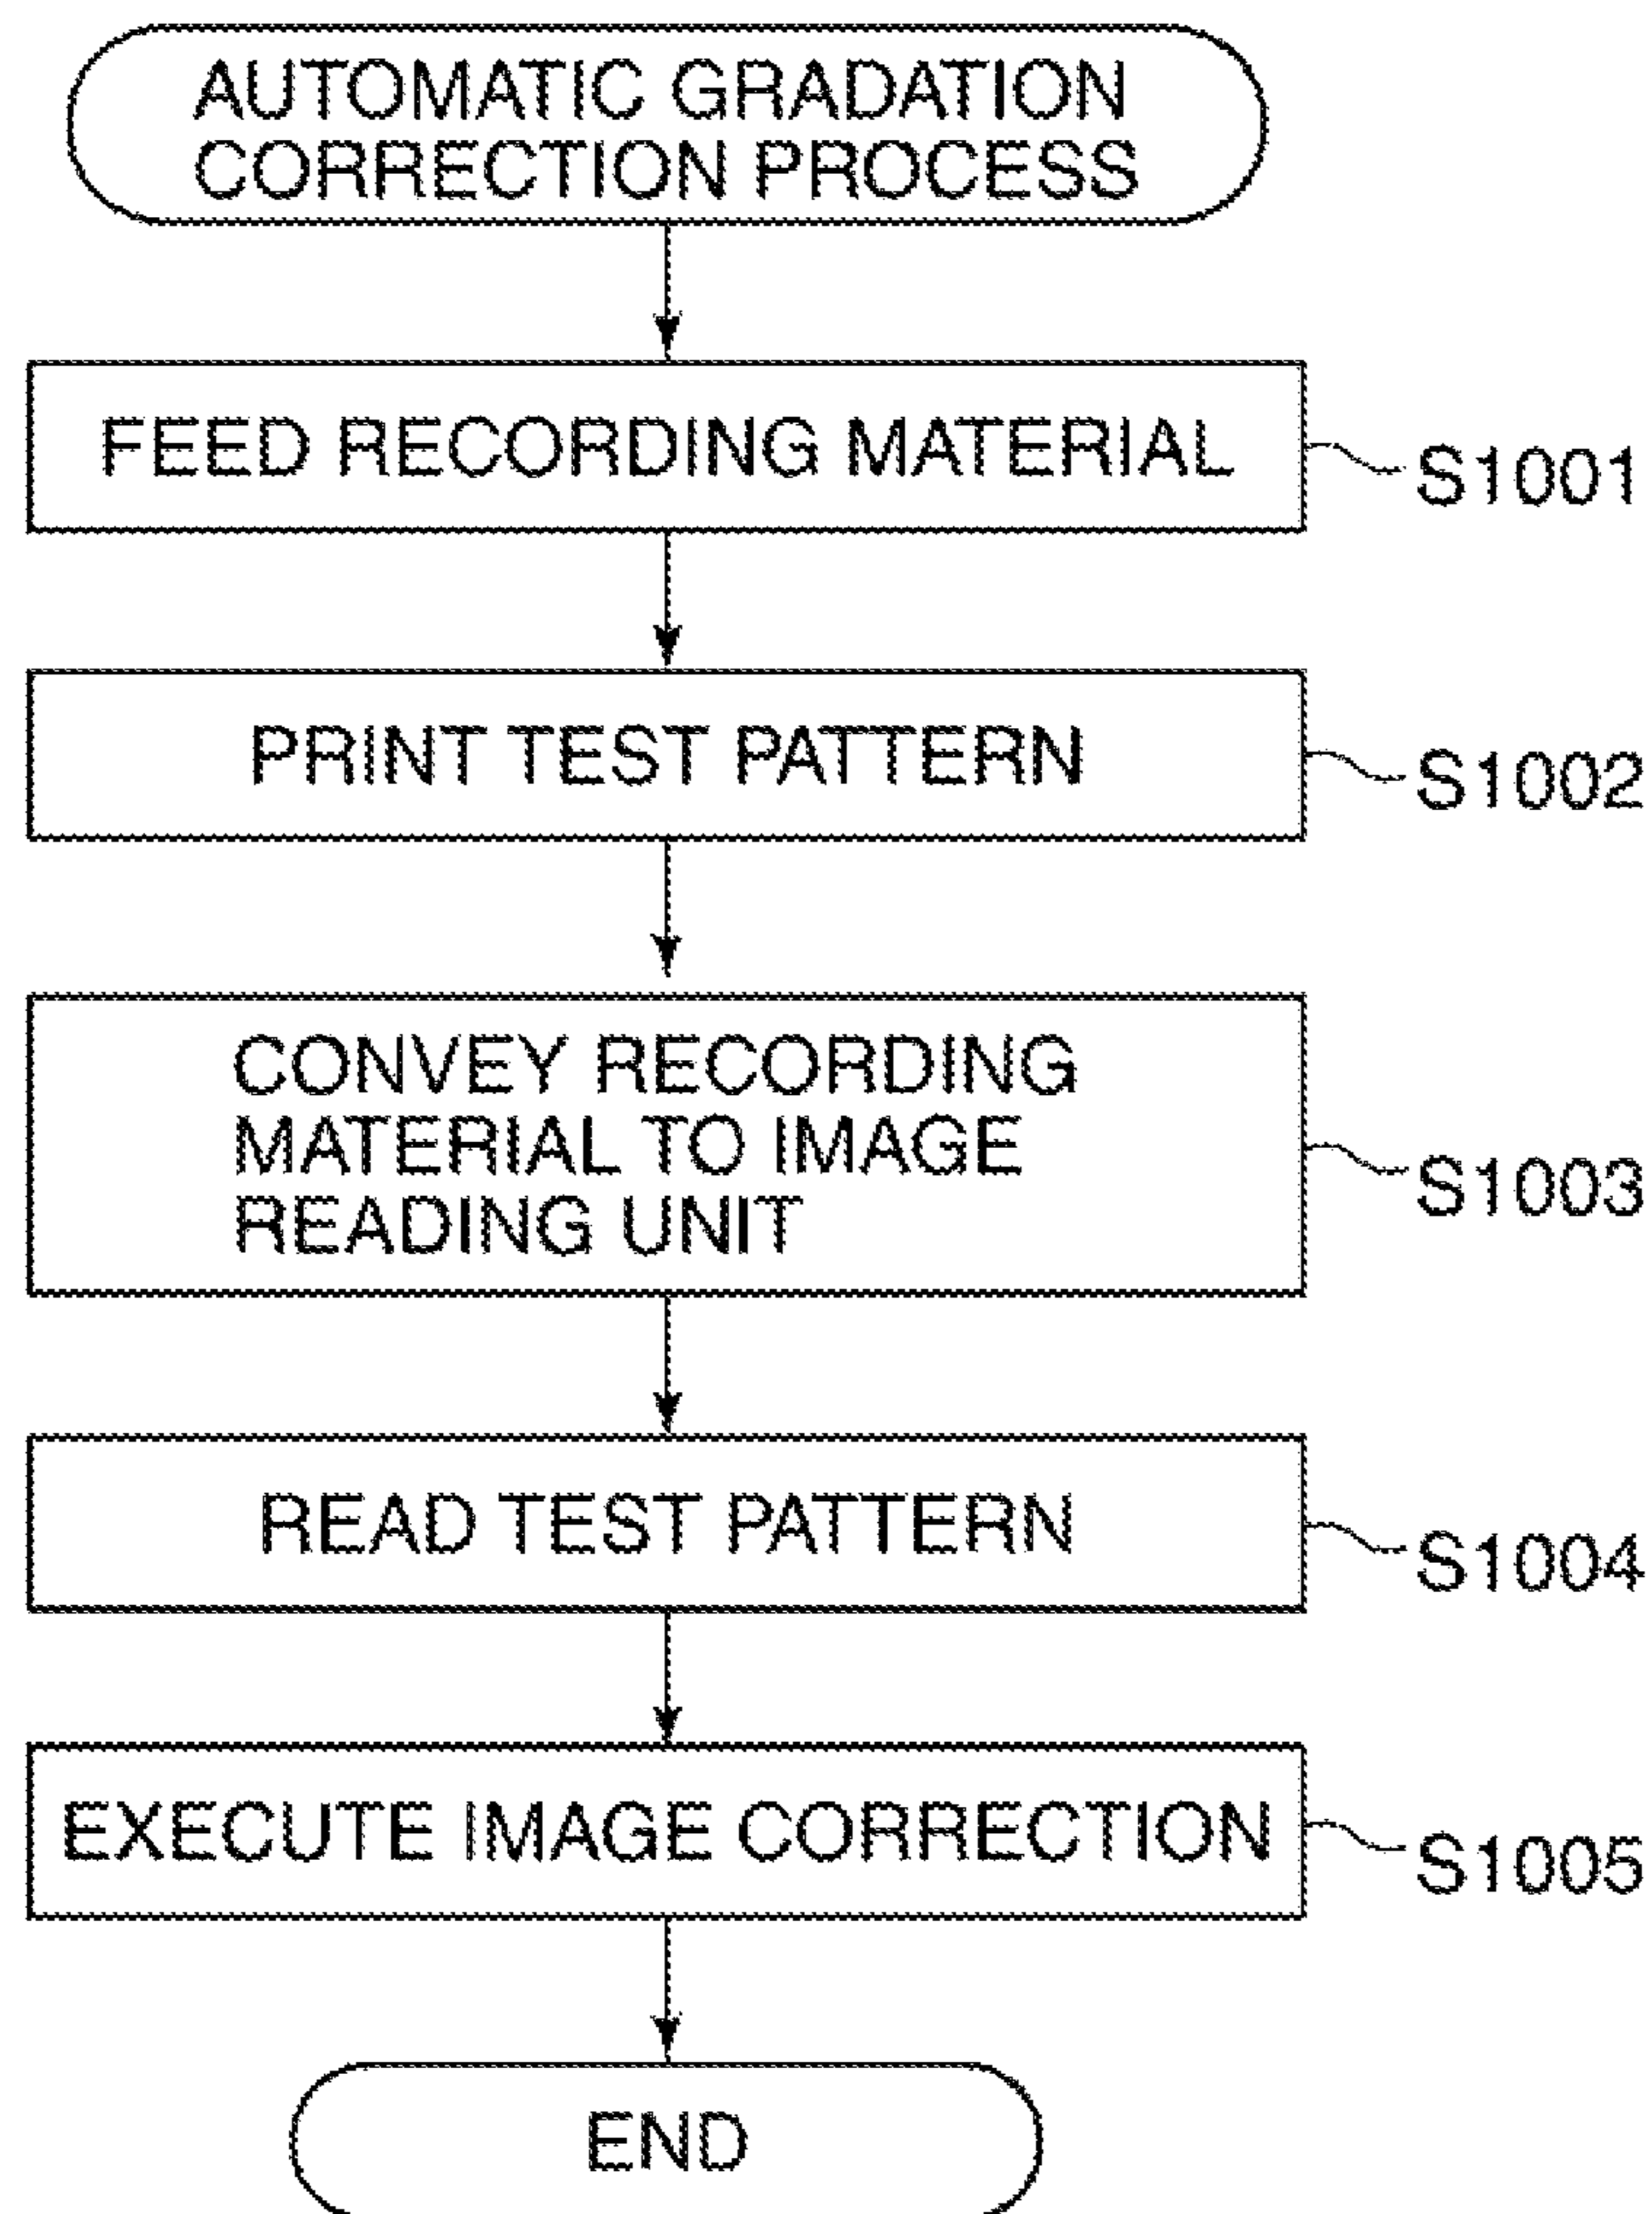 AUTOMATIC GRADATION
CORRECTION PROCESS
FEED RECORDING MATERIAL
S1001
PRINT TEST PATTERN
S1002
CONVEY RECORDING
MATERIAL TO IMAGE
READING UNIT
S1003
READ TEST PATTERN
S1004
EXECUTE IMAGE CORRECTION
S1005
END